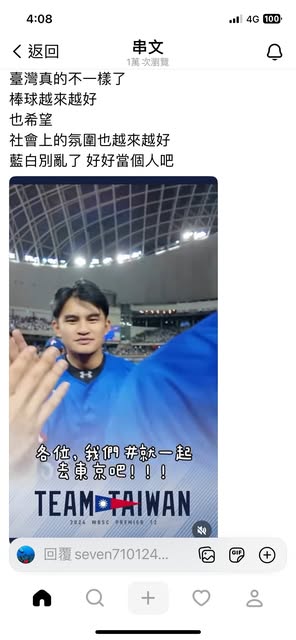 4:08
4G 100
返回
串文
1萬 次瀏覽
臺灣真的不一樣了
棒球越來越好
也希望
社會上的氛圍也越來越好
藍白別亂了 好好當個人吧
各位,我們#就一起
去東京吧!!!
TEAM TAIWAN
2024 WBSC PREMIER 12
回覆 seven710124...
GIF